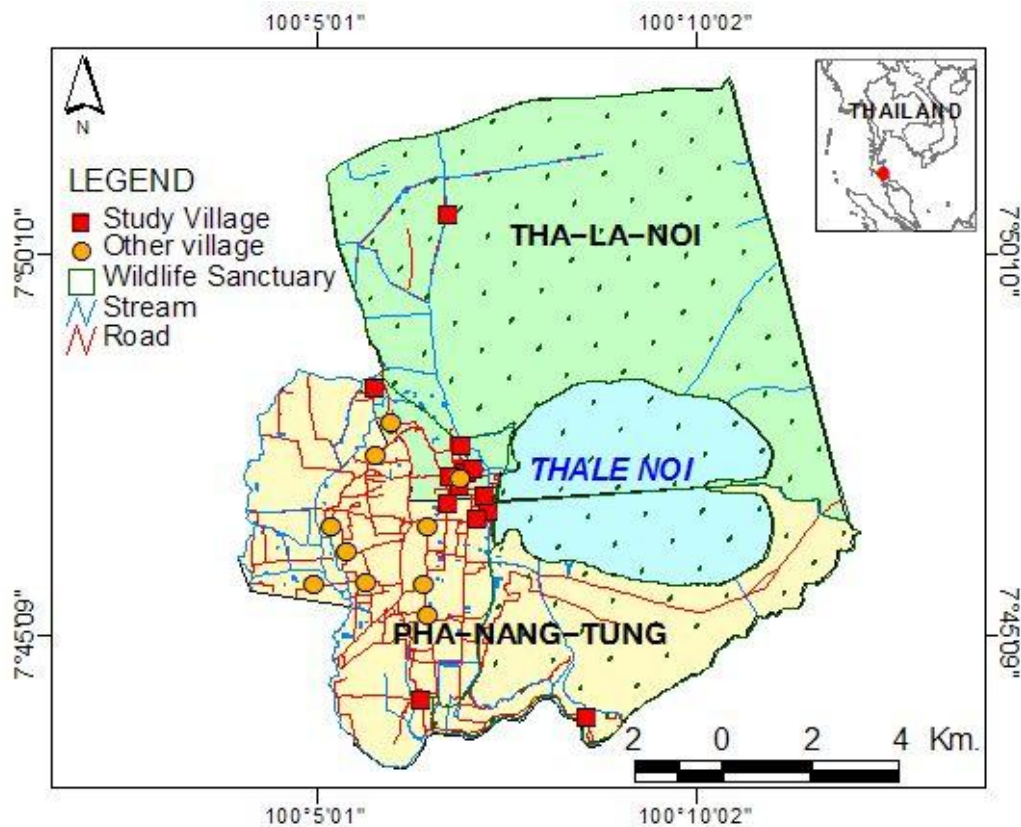 100°5'01"
100°10'02"
N
THAILAND
LEGEND
Study Village
Other village
Wildlife Sanctuary
Stream
Road
7°50'10"
7°50'10"
THA-LA-NOI
THALE NOI
7°45'09"
7°45'09"
PHA-NANG-TUNG
2 0 2 4 Km.
100°5'01"
100°10'02"